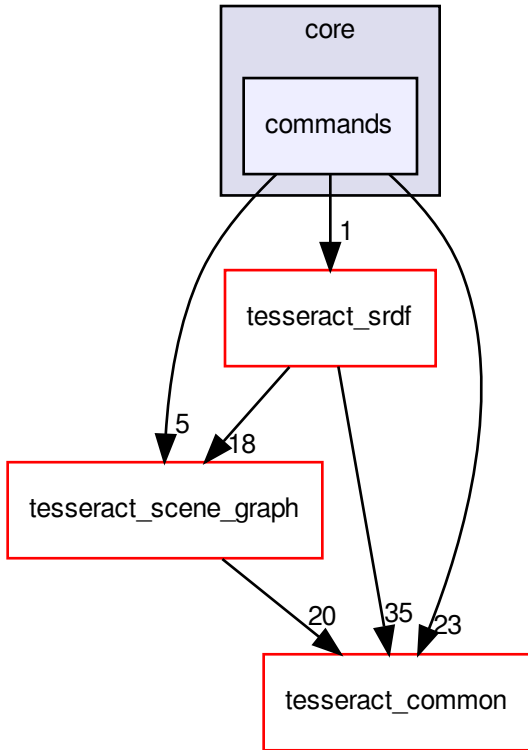 core
commands
1
tesseract_srdf
5
18
tesseract_scene_graph
20
35
23
tesseract_common